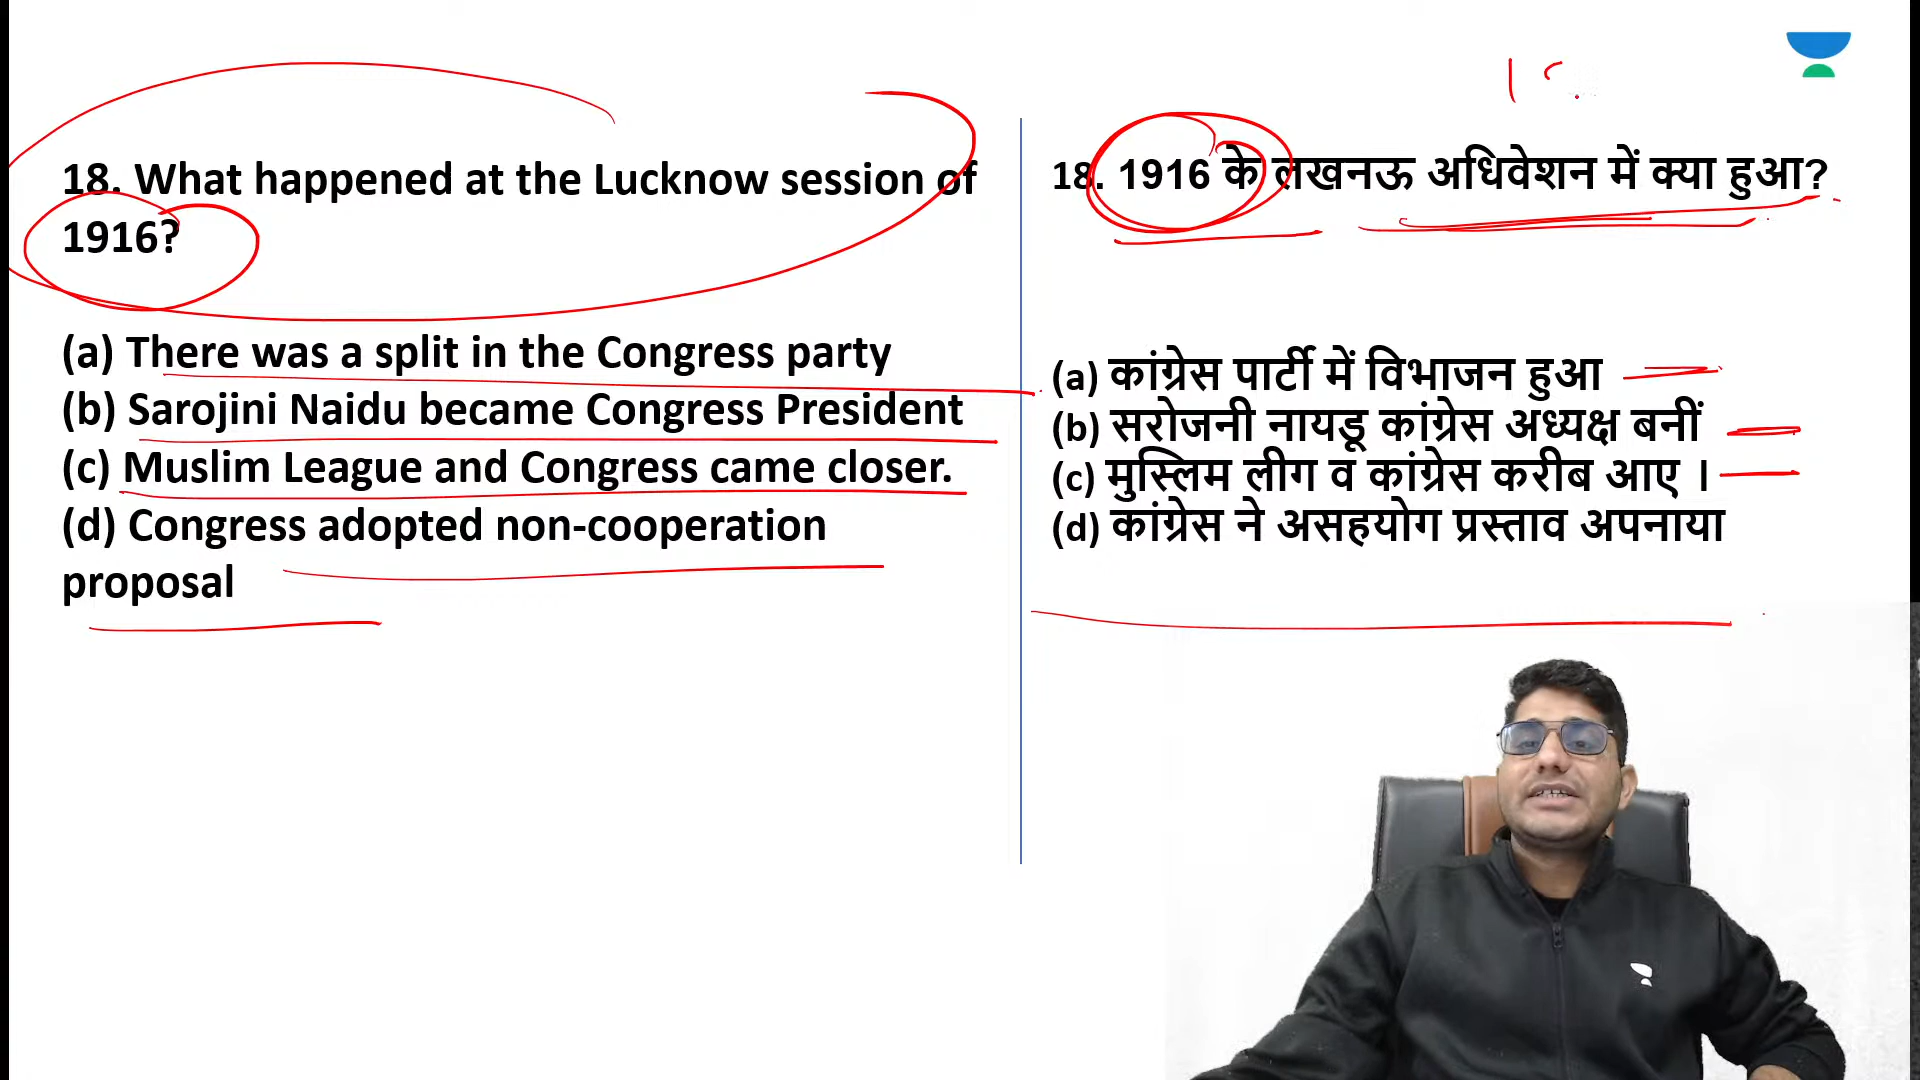 18. What happened at the Lucknow session of
1916?
(a) There was a split in the Congress party
(b) Sarojini Naidu became Congress President
(c) Muslim League and Congress came closer.
(d) Congress adopted non-cooperation
proposal
18. 1916 के लखनऊ अधिवेशन में क्या हुआ?
(a) कांग्रेस पार्टी में विभाजन हुआ
(b) सरोजनी नायडू कांग्रेस अध्यक्ष बनीं
(c) मुस्लिम लीग व कांग्रेस करीब आए ।
(d) कांग्रेस ने असहयोग प्रस्ताव अपनाया